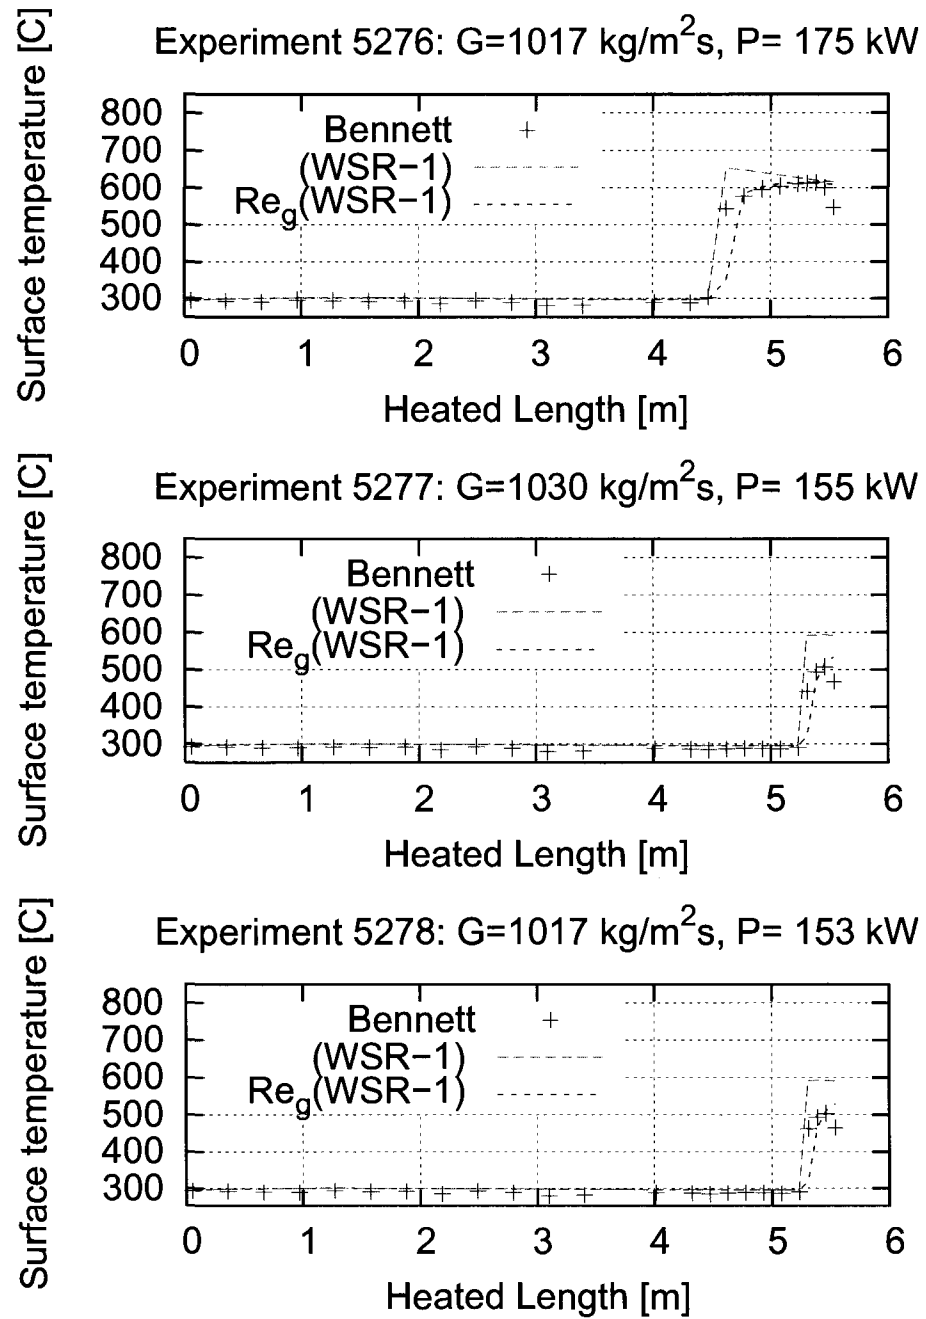 Experiment 5276: G=1017 kg/m²s, P= 175 kW
Surface temperature [C]
800
700
600
500
400
300
Bennett
(WSR−1)
Reg(WSR−1)
0 1 2 3 4 5 6
Heated Length [m]
Experiment 5277: G=1030 kg/m²s, P= 155 kW
Surface temperature [C]
800
700
600
500
400
300
Bennett
(WSR−1)
Reg(WSR−1)
0 1 2 3 4 5 6
Heated Length [m]
Experiment 5278: G=1017 kg/m²s, P= 153 kW
Surface temperature [C]
800
700
600
500
400
300
Bennett
(WSR−1)
Reg(WSR−1)
0 1 2 3 4 5 6
Heated Length [m]